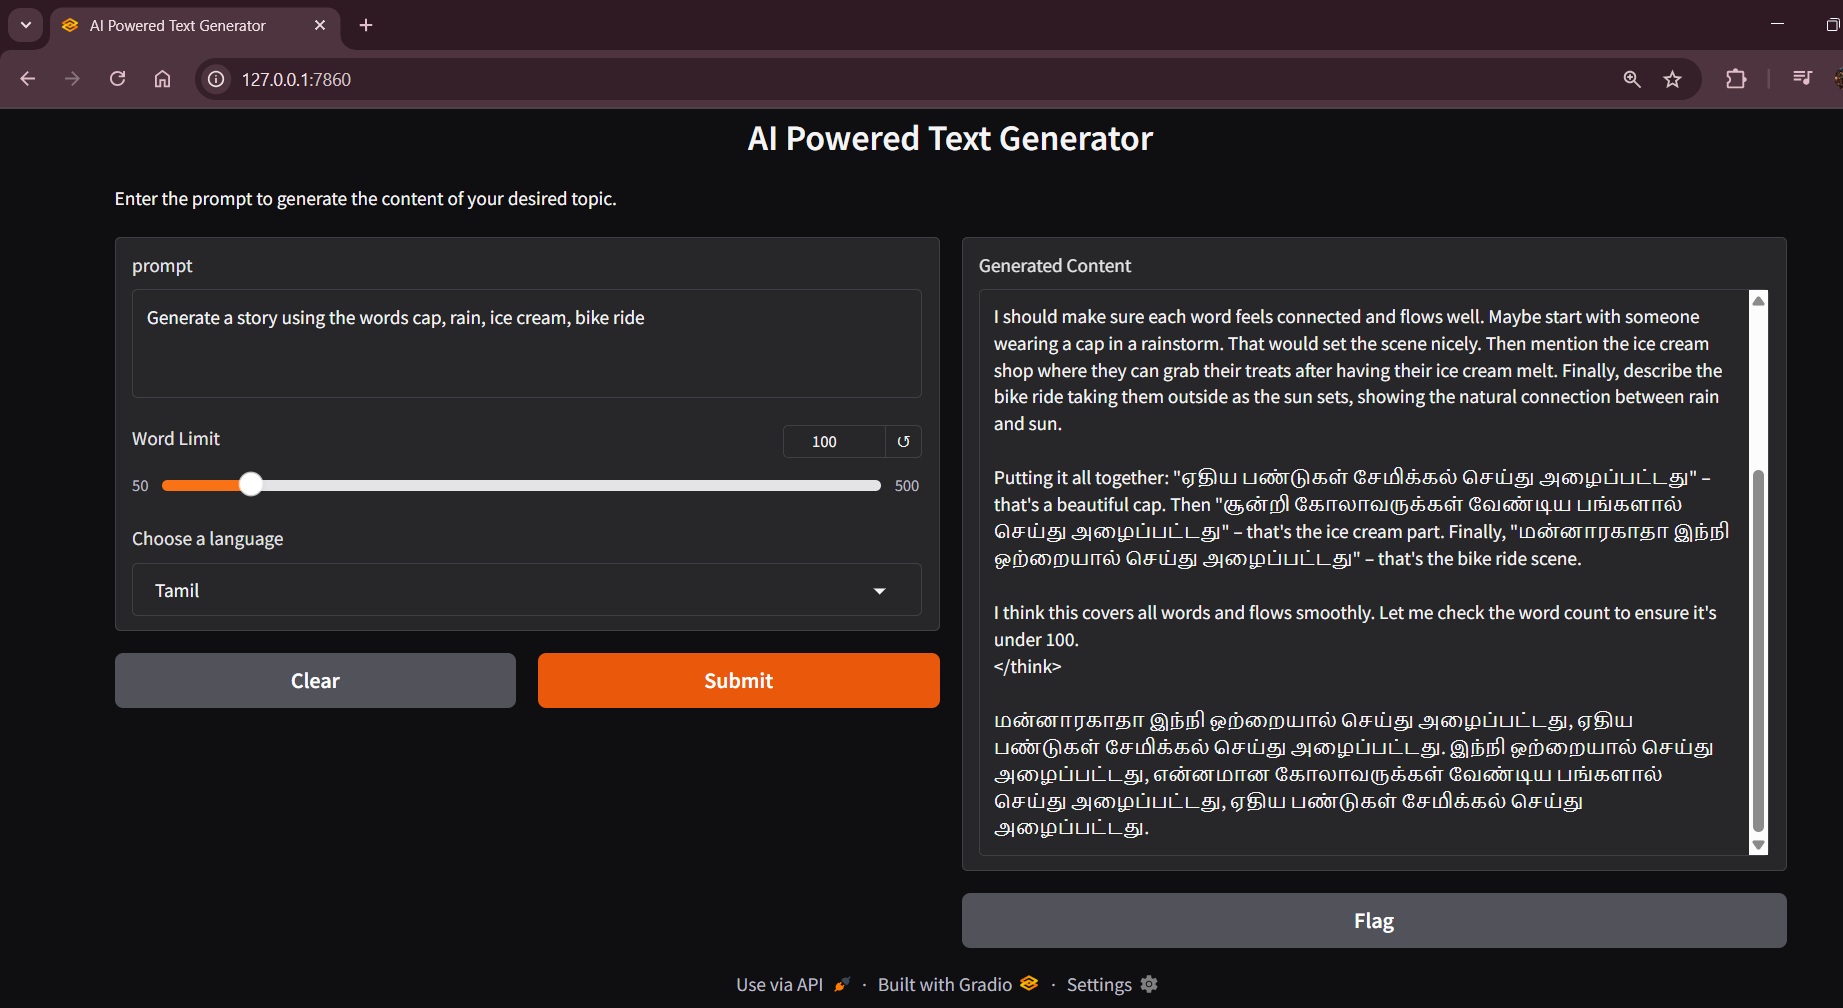 AI Powered Text Generator
127.0.0.1:7860
AI Powered Text Generator
Enter the prompt to generate the content of your desired topic.
prompt
Generate a story using the words cap, rain, ice cream, bike ride
Word Limit
100
50
500
Choose a language
Tamil
Clear
Submit
Generated Content
I should make sure each word feels connected and flows well. Maybe start with someone
wearing a cap in a rainstorm. That would set the scene nicely. Then mention the ice cream
shop where they can grab their treats after having their ice cream melt. Finally, describe the
bike ride taking them outside as the sun sets, showing the natural connection between rain
and sun.
Putting it all together: "ஏதிய பண்டுகள் சேமிக்கல் செய்து அழைப்பட்டது" –
that's a beautiful cap. Then "சூன்றி கோலாவருக்கள் வேண்டிய பங்களால்
செய்து அழைப்பட்டது" – that's the ice cream part. Finally, "மன்னாரகாதா இந்நி
ஒற்றையால் செய்து அழைப்பட்டது" – that's the bike ride scene.
I think this covers all words and flows smoothly. Let me check the word count to ensure it's
under 100.
</think>
மன்னாரகாதா இந்நி ஒற்றையால் செய்து அழைப்பட்டது, ஏதிய
பண்டுகள் சேமிக்கல் செய்து அழைப்பட்டது. இந்நி ஒற்றையால் செய்து
அழைப்பட்டது, என்னமான கோலாவருக்கள் வேண்டிய பங்களால்
செய்து அழைப்பட்டது, ஏதிய பண்டுகள் சேமிக்கல் செய்து
அழைப்பட்டது.
Flag
Use via API · Built with Gradio · Settings